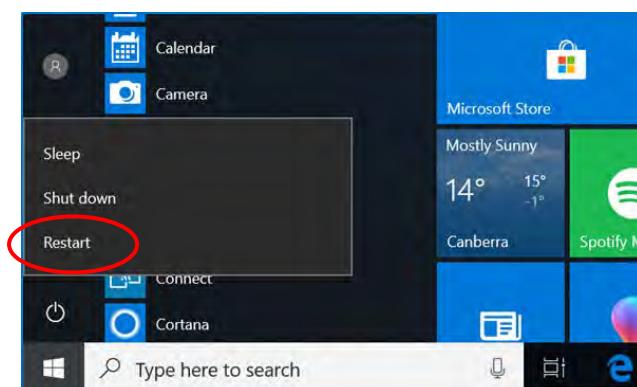 Calendar
R
Camera
Microsoft Store
Sleep
Mostly Sunny
Shut down
14° 15°
-1°
Restart
Canberra
Spotify M
Connect
Cortana
Type here to search